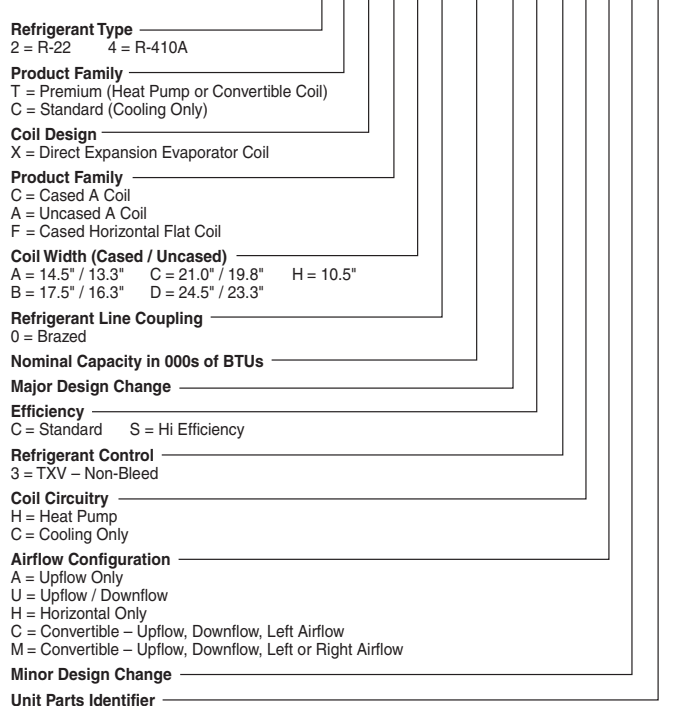 Refrigerant Type
2 = R-22 4 = R-410A
Product Family
T = Premium (Heat Pump or Convertible Coil)
C = Standard (Cooling Only)
Coil Design
X = Direct Expansion Evaporator Coil
Product Family
C = Cased A Coil
A = Uncased A Coil
F = Cased Horizontal Flat Coil
Coil Width (Cased / Uncased)
A = 14.5" / 13.3" C = 21.0" / 19.8" H = 10.5"
B = 17.5" / 16.3" D = 24.5" / 23.3"
Refrigerant Line Coupling
0 = Brazed
Nominal Capacity in 000s of BTUs
Major Design Change
Efficiency
C = Standard S = Hi Efficiency
Refrigerant Control
3 = TXV – Non-Bleed
Coil Circuitry
H = Heat Pump
C = Cooling Only
Airflow Configuration
A = Upflow Only
U = Upflow / Downflow
H = Horizontal Only
C = Convertible – Upflow, Downflow, Left Airflow
M = Convertible – Upflow, Downflow, Left or Right Airflow
Minor Design Change
Unit Parts Identifier